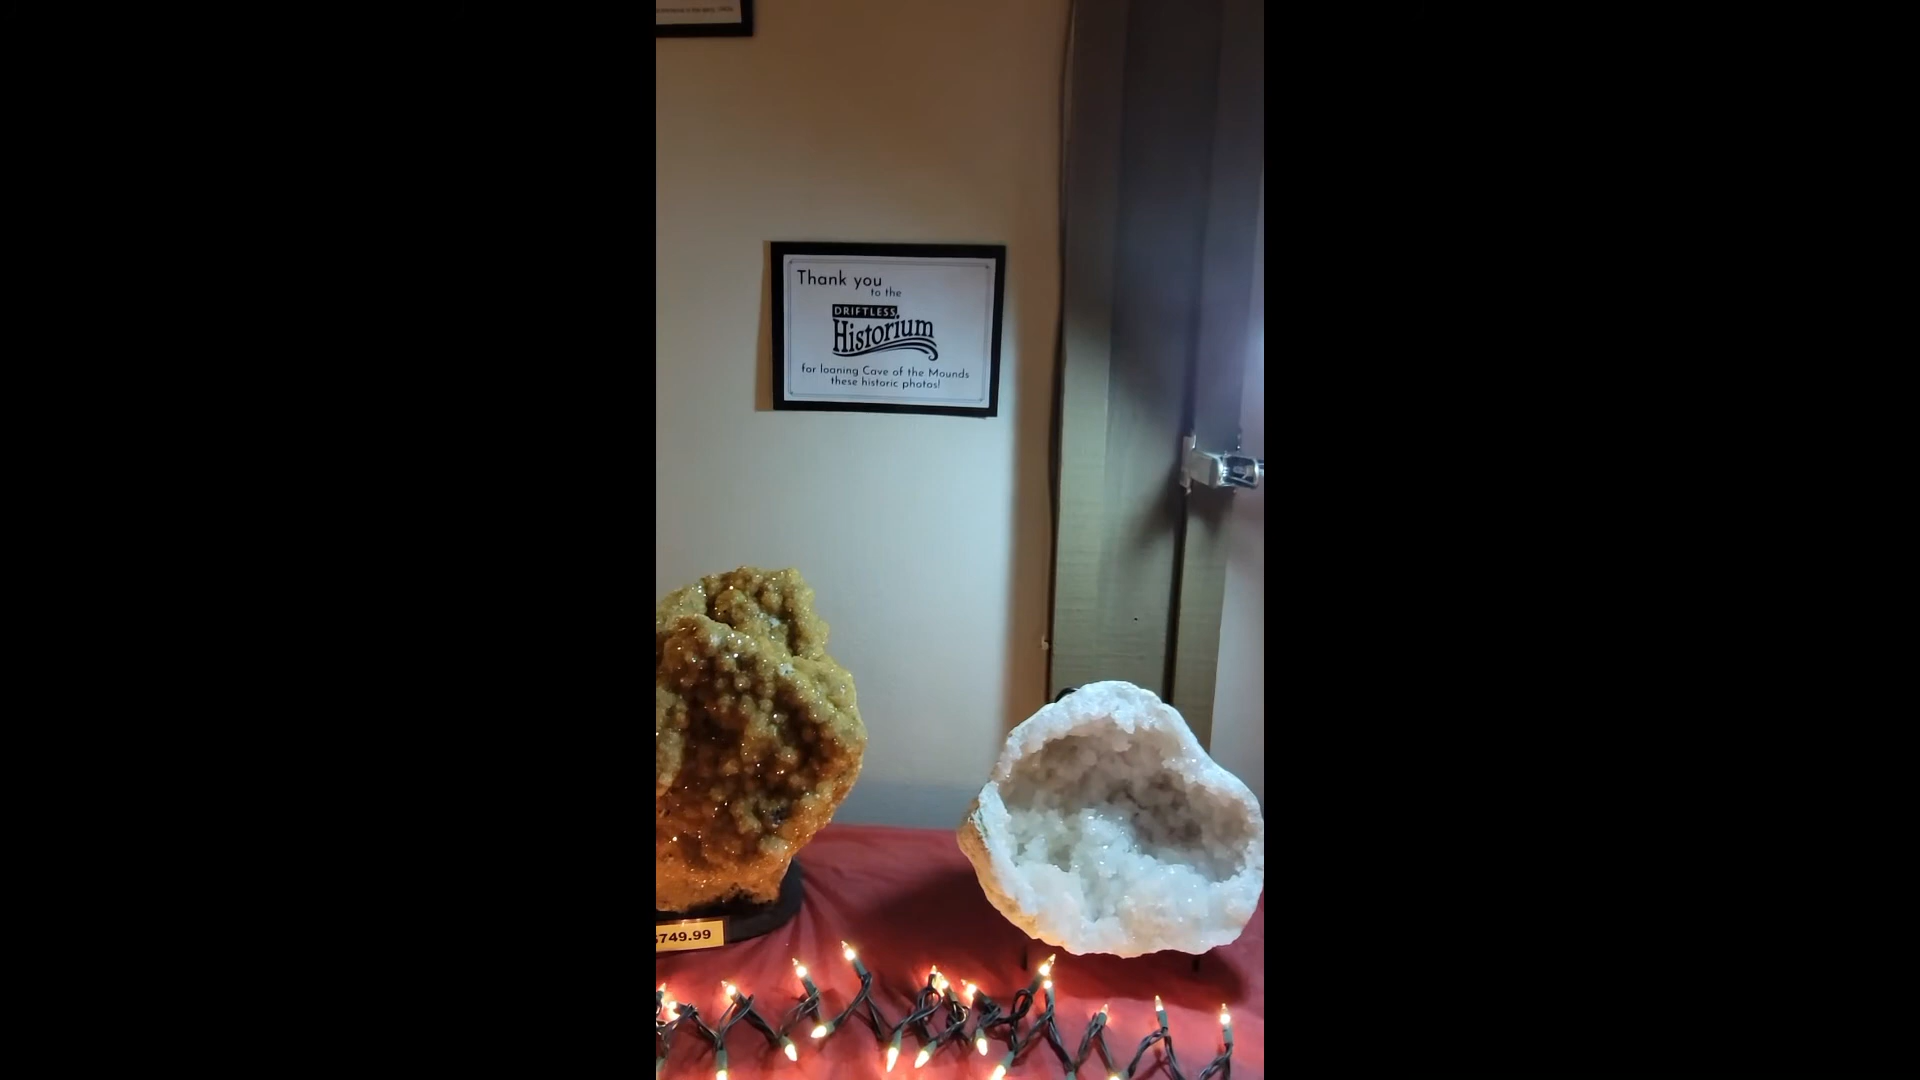 Thank you
to the
DRIFTLESS
Historium
for loaning Cave of the Mounds
these historic photos!
$749.99